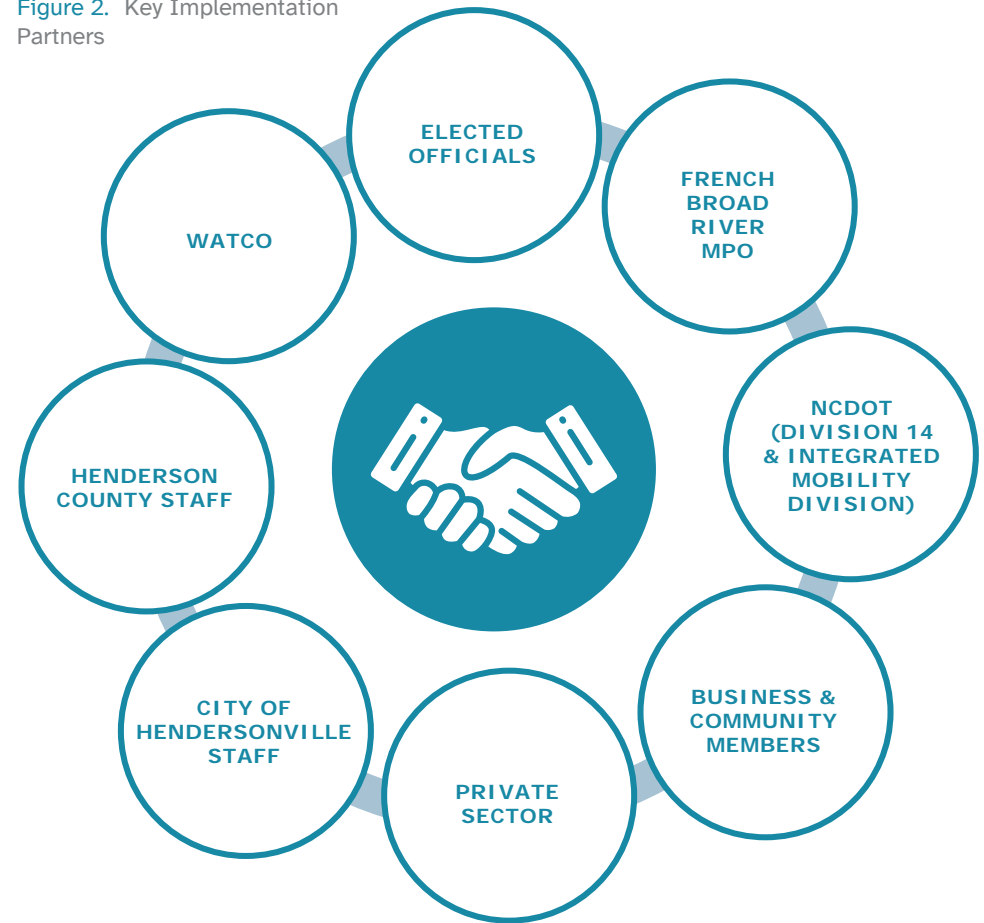 Figure 2. Key Implementation
Partners
ELECTED
OFFICIALS
FRENCH
BROAD
RIVER
MPO
NCDOT
(DIVISION 14
& INTEGRATED
MOBILITY
DIVISION)
BUSINESS &
COMMUNITY
MEMBERS
PRIVATE
SECTOR
CITY OF
HENDERSONVILLE
STAFF
HENDERSON
COUNTY STAFF
WATCO